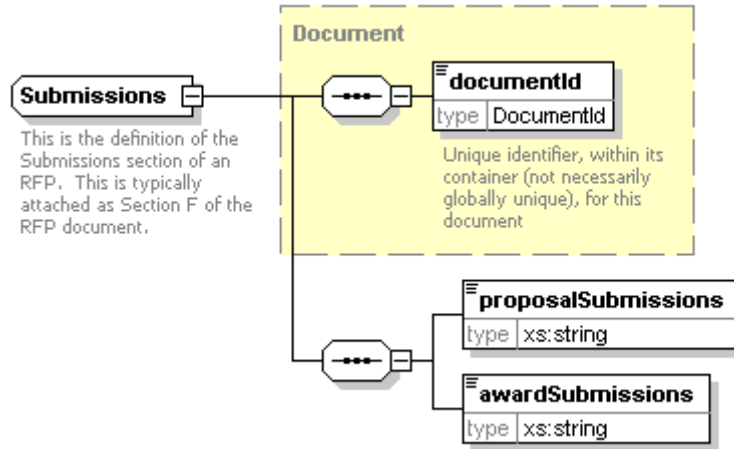 Document
documentId
type DocumentId
Unique identifier, within its
container (not necessarily
globally unique), for this
document
Submissions
This is the definition of the
Submissions section of an
RFP. This is typically
attached as Section F of the
RFP document.
proposalSubmissions
type xs:string
awardSubmissions
type xs:string